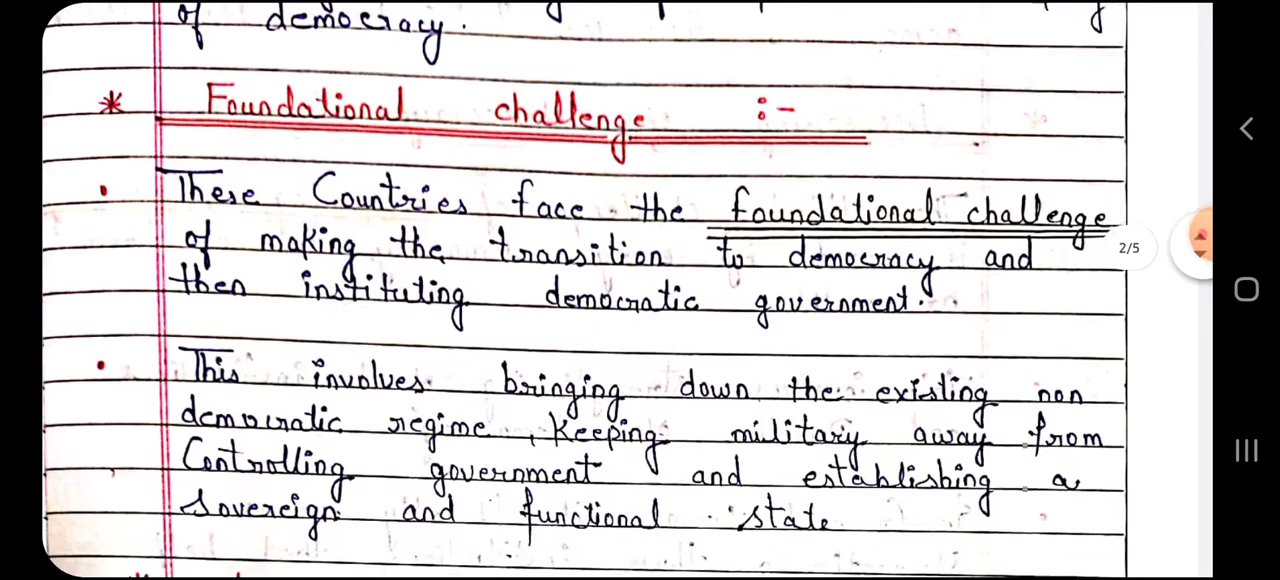 of democracy.
* Foundational challenge :-
• These Countries face the foundational challenge
of making the transition to democracy and
then instituting democratic government.
• This involves bringing down the existing non
democratic regime, Keeping military away from
Controlling government and establishing a
sovereign and functional state
2/5